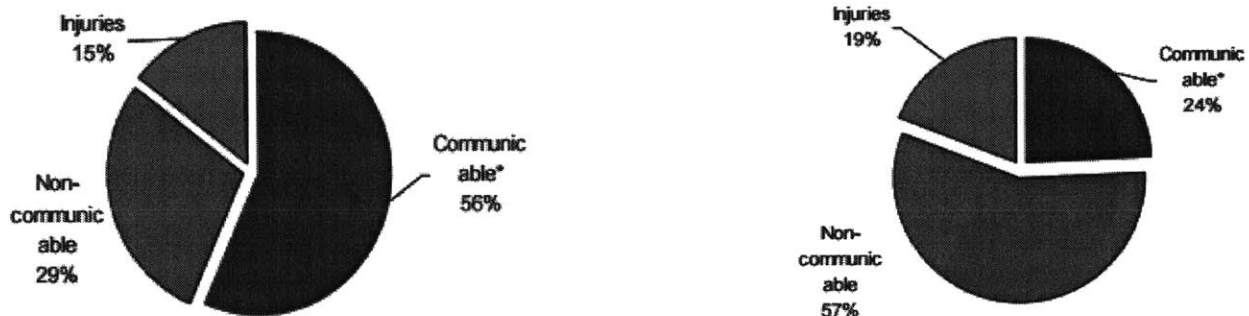 Injuries
15%
Communic
able*
56%
Non-
communic
able
29%
Injuries
19%
Communic
able*
24%
Non-
communic
able
57%